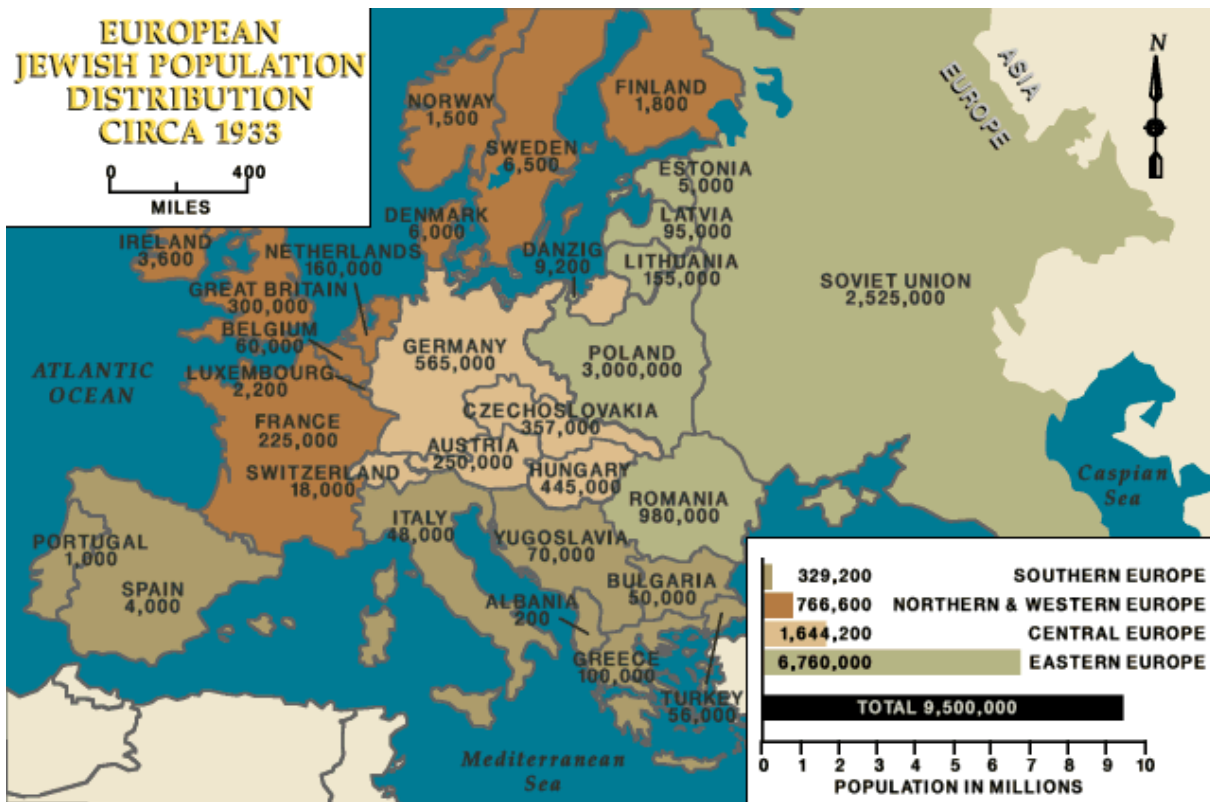 EUROPEAN
JEWISH POPULATION
DISTRIBUTION
CIRCA 1933
0 400
MILES
N
ASIA
EUROPE
NORWAY
1,500
SWEDEN
6,500
FINLAND
1,800
ESTONIA
5,000
LATVIA
95,000
LITHUANIA
155,000
DENMARK
6,000
DANZIG
9,200
IRELAND
3,600
NETHERLANDS
160,000
GREAT BRITAIN
300,000
BELGIUM
60,000
LUXEMBOURG
2,200
GERMANY
565,000
POLAND
3,000,000
SOVIET UNION
2,525,000
ATLANTIC
OCEAN
FRANCE
225,000
CZECHOSLOVAKIA
357,000
AUSTRIA
250,000
SWITZERLAND
18,000
HUNGARY
445,000
ROMANIA
980,000
Caspian
Sea
PORTUGAL
1,000
SPAIN
4,000
ITALY
48,000
YUGOSLAVIA
70,000
BULGARIA
50,000
ALBANIA
200
GREECE
100,000
TURKEY
56,000
Mediterranean
Sea
329,200 SOUTHERN EUROPE
766,600 NORTHERN & WESTERN EUROPE
1,644,200 CENTRAL EUROPE
6,760,000 EASTERN EUROPE
TOTAL 9,500,000
0 1 2 3 4 5 6 7 8 9 10
POPULATION IN MILLIONS